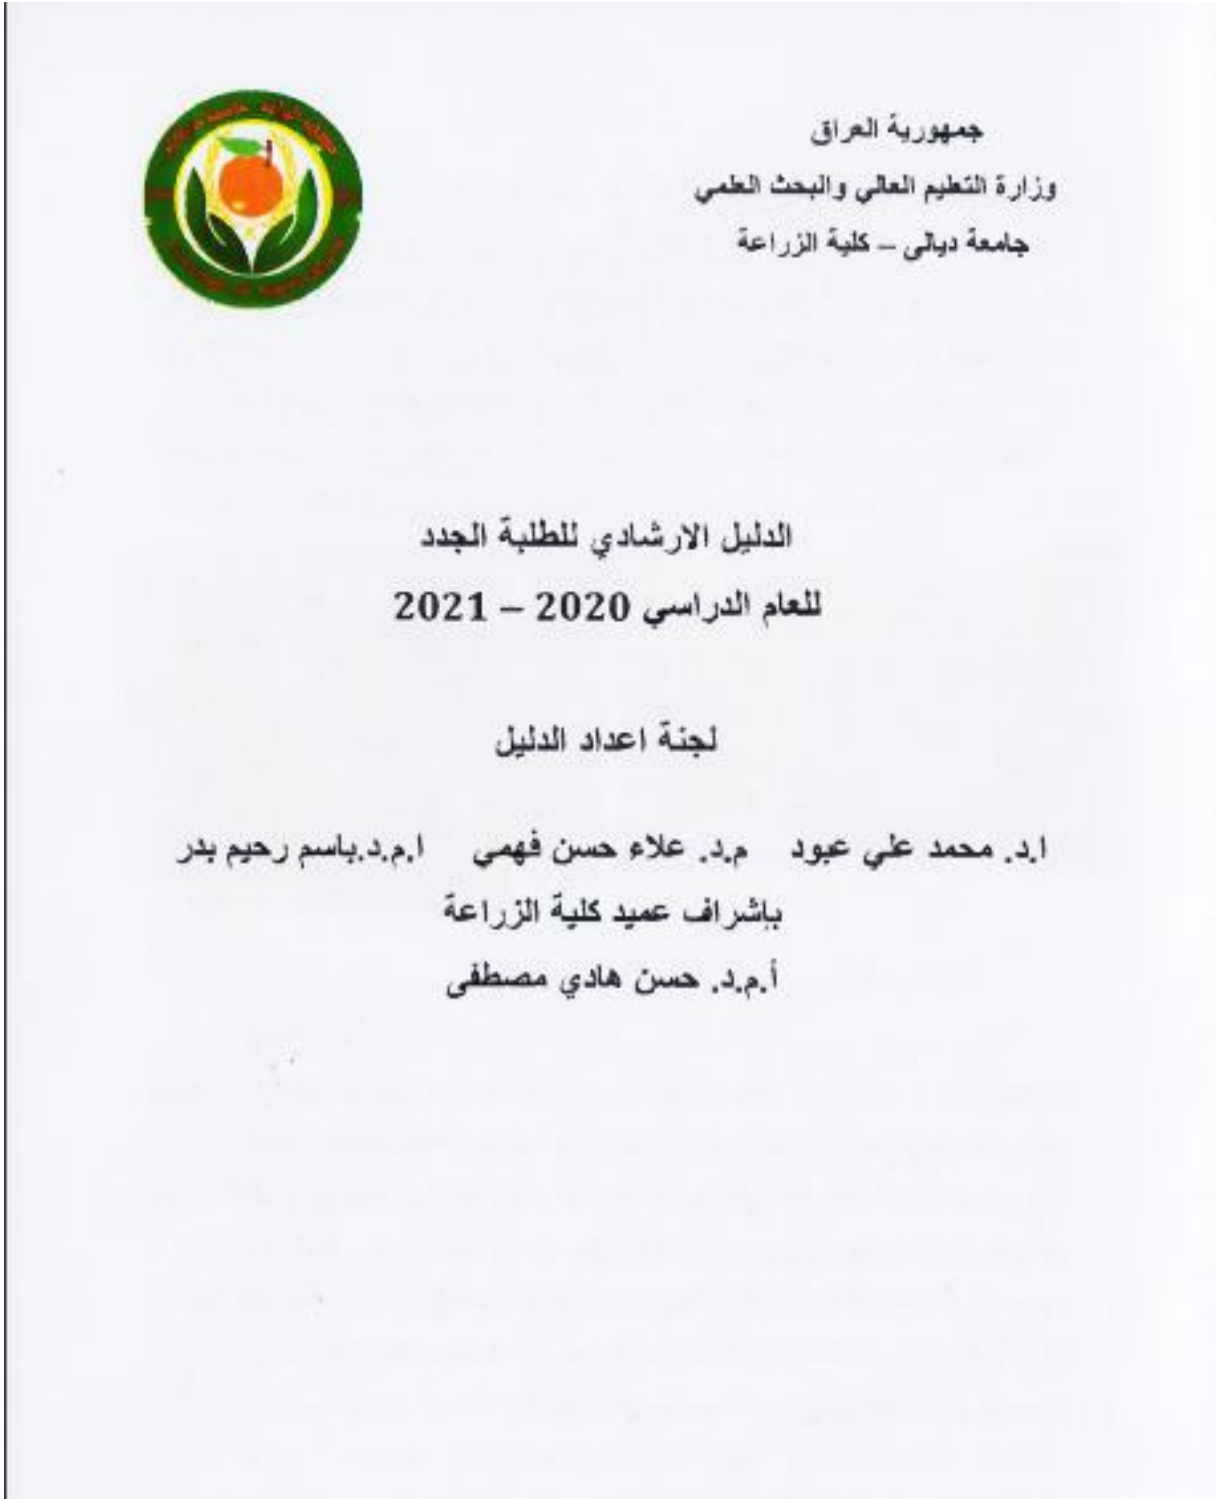 جمهورية العراق
وزارة التعليم العالي والبحث العلمي
جامعة ديالى – كلية الزراعة
الدليل الارشادي للطلبة الجدد
للعام الدراسي 2020 – 2021
لجنة اعداد الدليل
ا.د. محمد علي عبود م.د. علاء حسن فهمي ا.م.د.باسم رحيم بدر
بإشراف عميد كلية الزراعة
أ.م.د. حسن هادي مصطفى